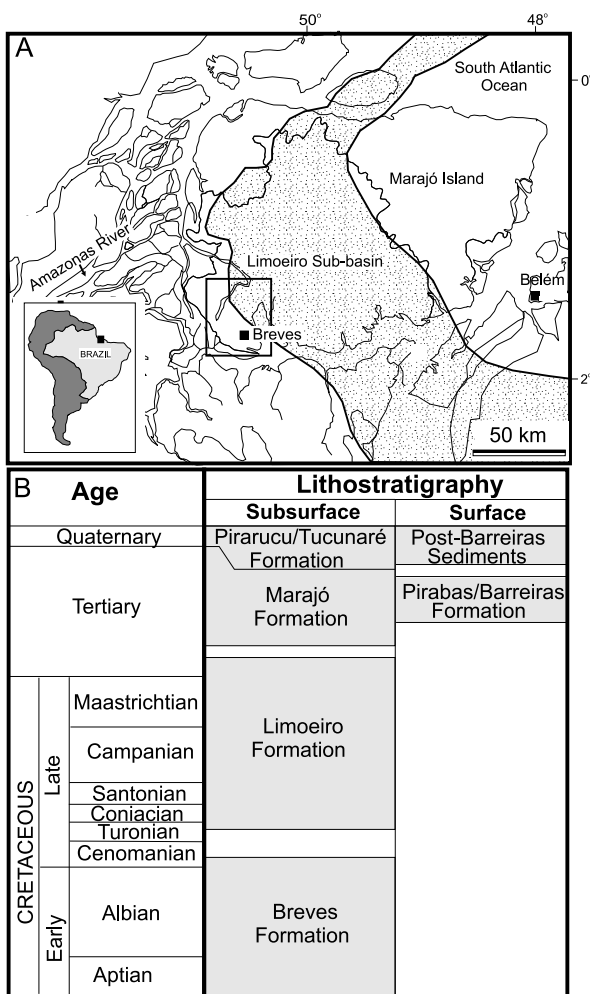 A
50°
48°
South Atlantic
Ocean
0°
Marajó Island
Amazonas River
Limoeiro Sub-basin
Belém
Breves
BRAZIL
2°
50 km
B
Age
Lithostratigraphy
Subsurface
Surface
Quaternary
Pirarucu/Tucunaré
Formation
Post-Barreiras
Sediments
Tertiary
Marajó
Formation
Pirabas/Barreiras
Formation
CRETACEOUS
Late
Maastrichtian
Campanian
Santonian
Coniacian
Turonian
Cenomanian
Limoeiro
Formation
Early
Albian
Aptian
Breves
Formation